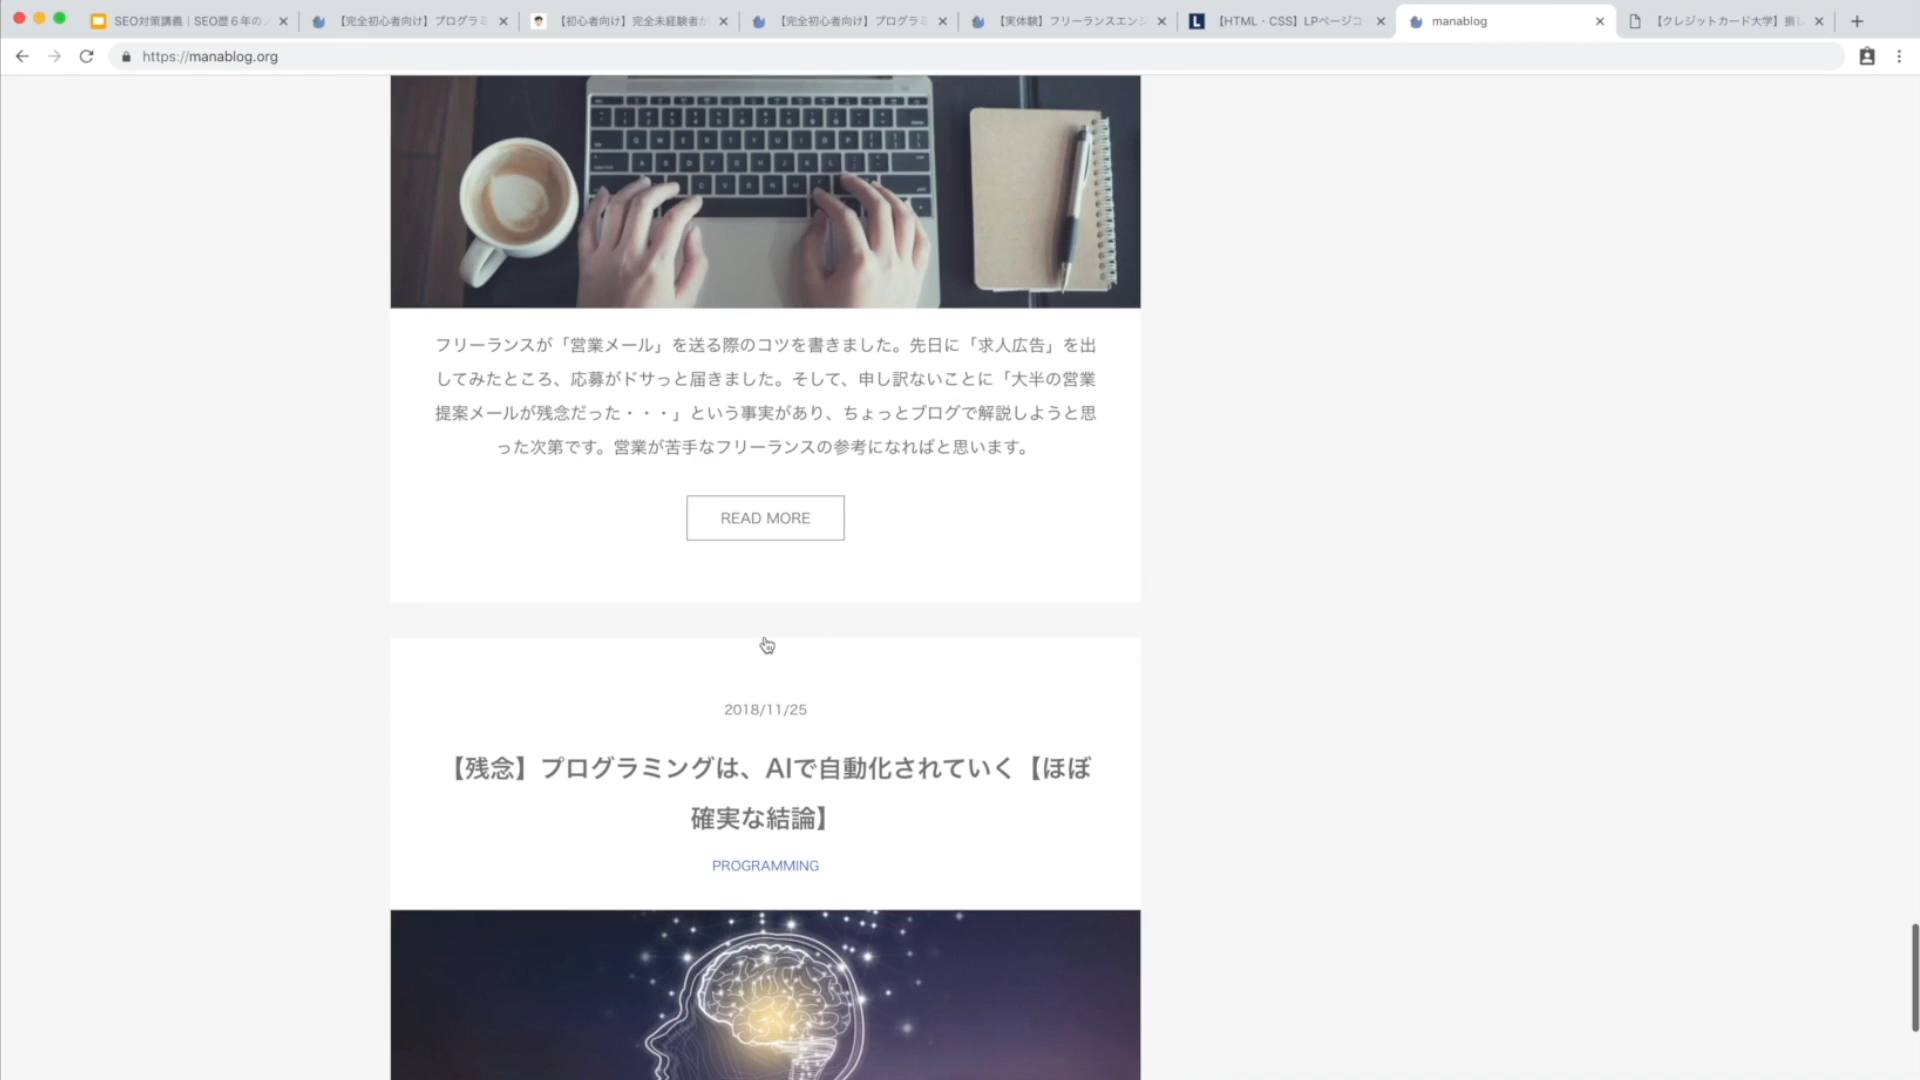 SEO対策講義｜SEO歴６年の
【完全初心者向け】プログラミ
【初心者向け】完全未経験者が
【完全初心者向け】プログラミ
【実体験】フリーランスエンジ
【HTML・CSS】LPページコ
manablog
【クレジットカード大学】損し
https://manablog.org
フリーランスが「営業メール」を送る際のコツを書きました。先日に「求人広告」を出
してみたところ、応募がドサっと届きました。そして、申し訳ないことに「大半の営業
提案メールが残念だった・・・」という事実があり、ちょっとブログで解説しようと思
った次第です。営業が苦手なフリーランスの参考になればと思います。
READ MORE
2018/11/25
【残念】プログラミングは、AIで自動化されていく【ほぼ
確実な結論】
PROGRAMMING